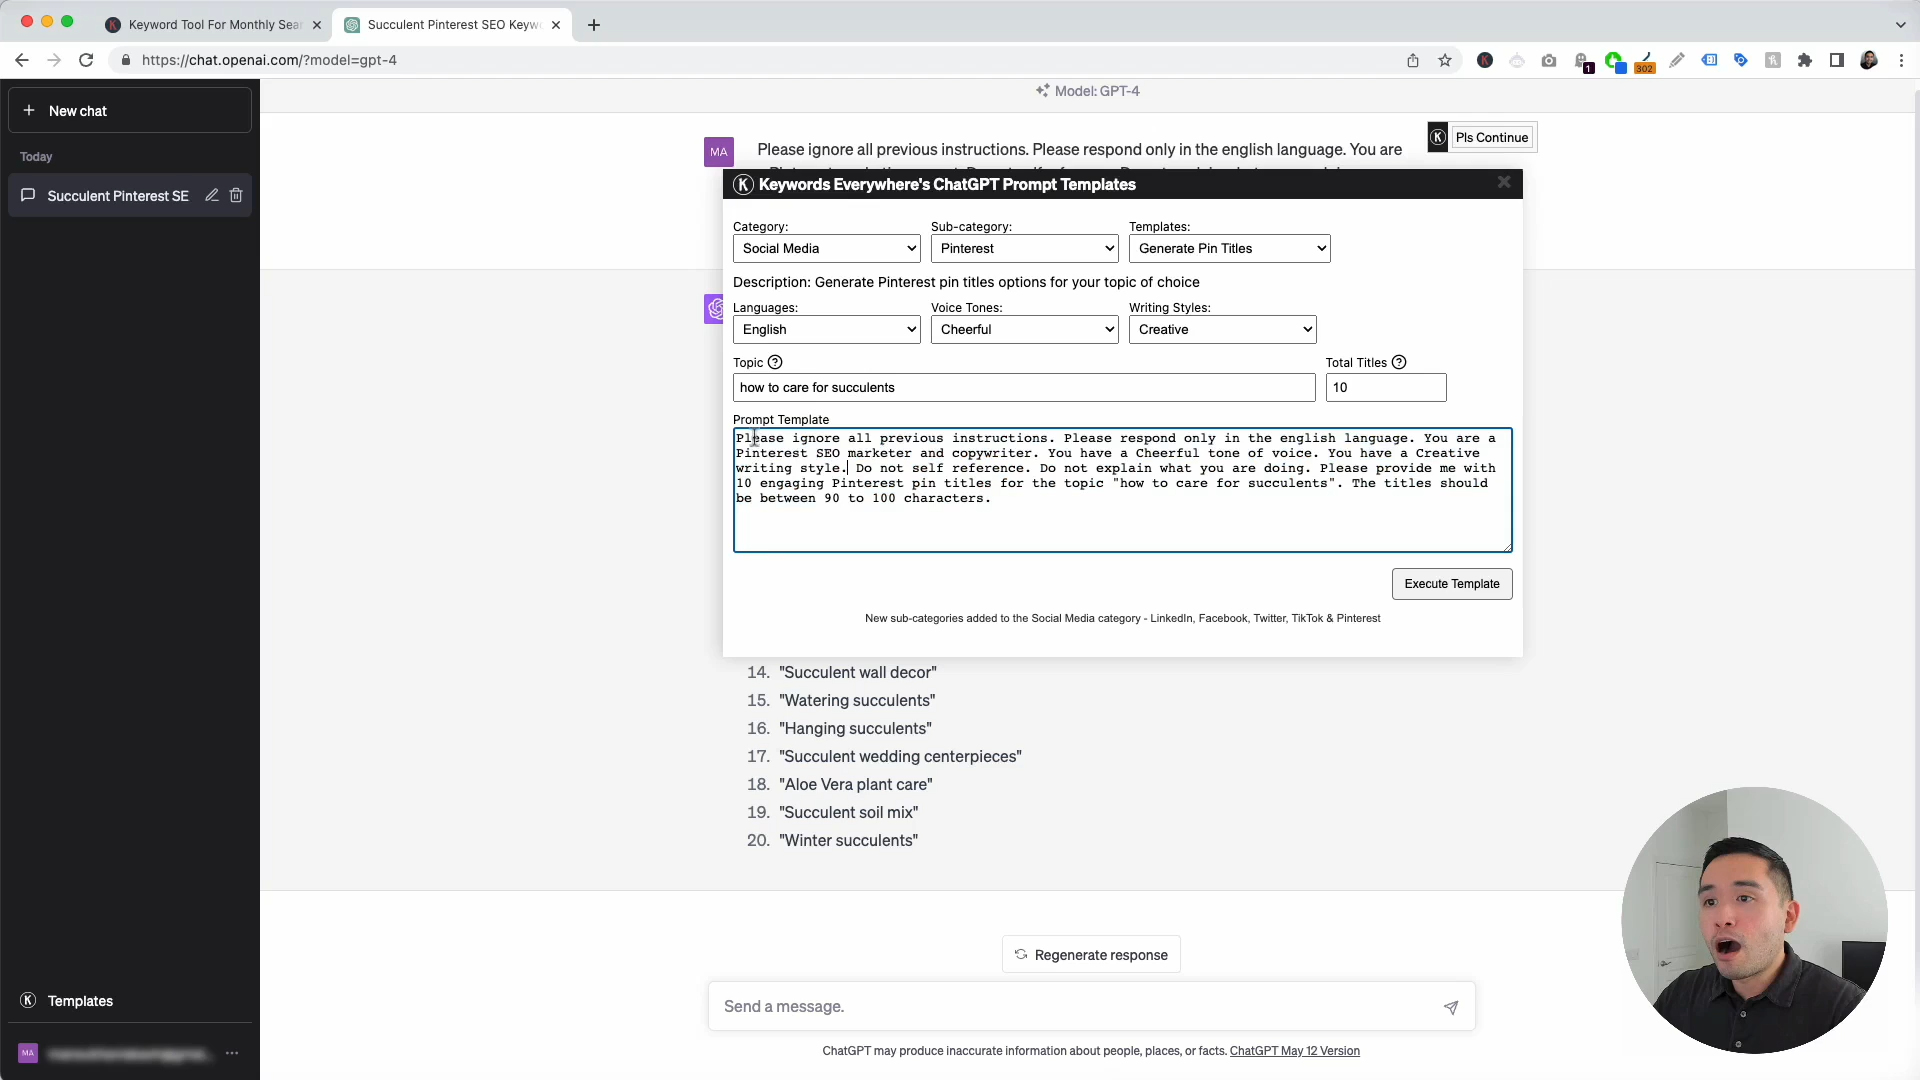 Keyword Tool For Monthly Sear
Succulent Pinterest SEO Keywo
https://chat.openai.com/?model=gpt-4
1
302
New chat
Today
Succulent Pinterest SE
Model: GPT-4
MA
Please ignore all previous instructions. Please respond only in the english language. You are
Pls Continue
Keywords Everywhere's ChatGPT Prompt Templates
Category: Sub-category: Templates:
Social Media Pinterest Generate Pin Titles
Description: Generate Pinterest pin titles options for your topic of choice
Languages: Voice Tones: Writing Styles:
English Cheerful Creative
Topic Total Titles
how to care for succulents 10
Prompt Template
Please ignore all previous instructions. Please respond only in the english language. You are a
Pinterest SEO marketer and copywriter. You have a Cheerful tone of voice. You have a Creative
writing style. Do not self reference. Do not explain what you are doing. Please provide me with
10 engaging Pinterest pin titles for the topic "how to care for succulents". The titles should
be between 90 to 100 characters.
Execute Template
New sub-categories added to the Social Media category - LinkedIn, Facebook, Twitter, TikTok & Pinterest
14. "Succulent wall decor"
15. "Watering succulents"
16. "Hanging succulents"
17. "Succulent wedding centerpieces"
18. "Aloe Vera plant care"
19. "Succulent soil mix"
20. "Winter succulents"
Regenerate response
Send a message.
ChatGPT may produce inaccurate information about people, places, or facts. ChatGPT May 12 Version
Templates
MA